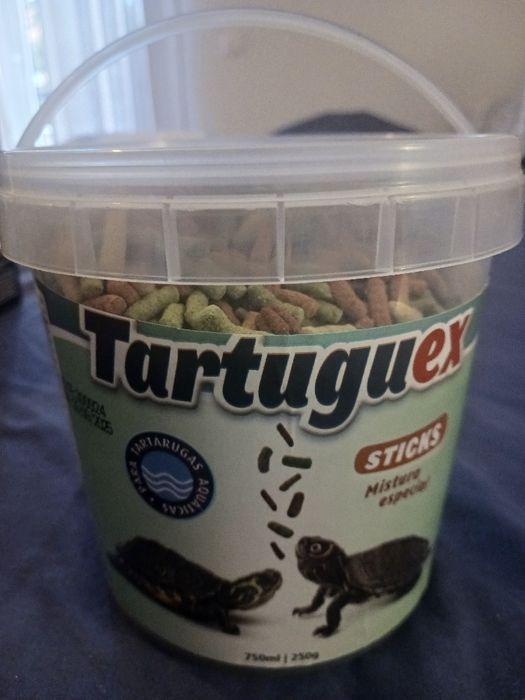 Tartuguex
STICKS
Mistura
especial
PARA TARTARUGAS AQUÁTICAS
750ml | 250g